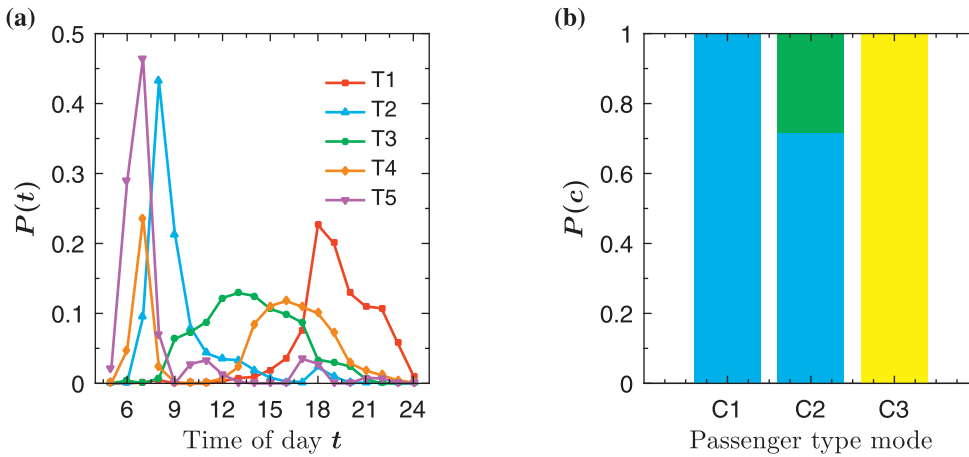 (a)
P(t)
0.5
0.4
0.3
0.2
0.1
0
T1
T2
T3
T4
T5
6 9 12 15 18 21 24
Time of day t
(b)
P(c)
1
0.8
0.6
0.4
0.2
0
C1 C2 C3
Passenger type mode